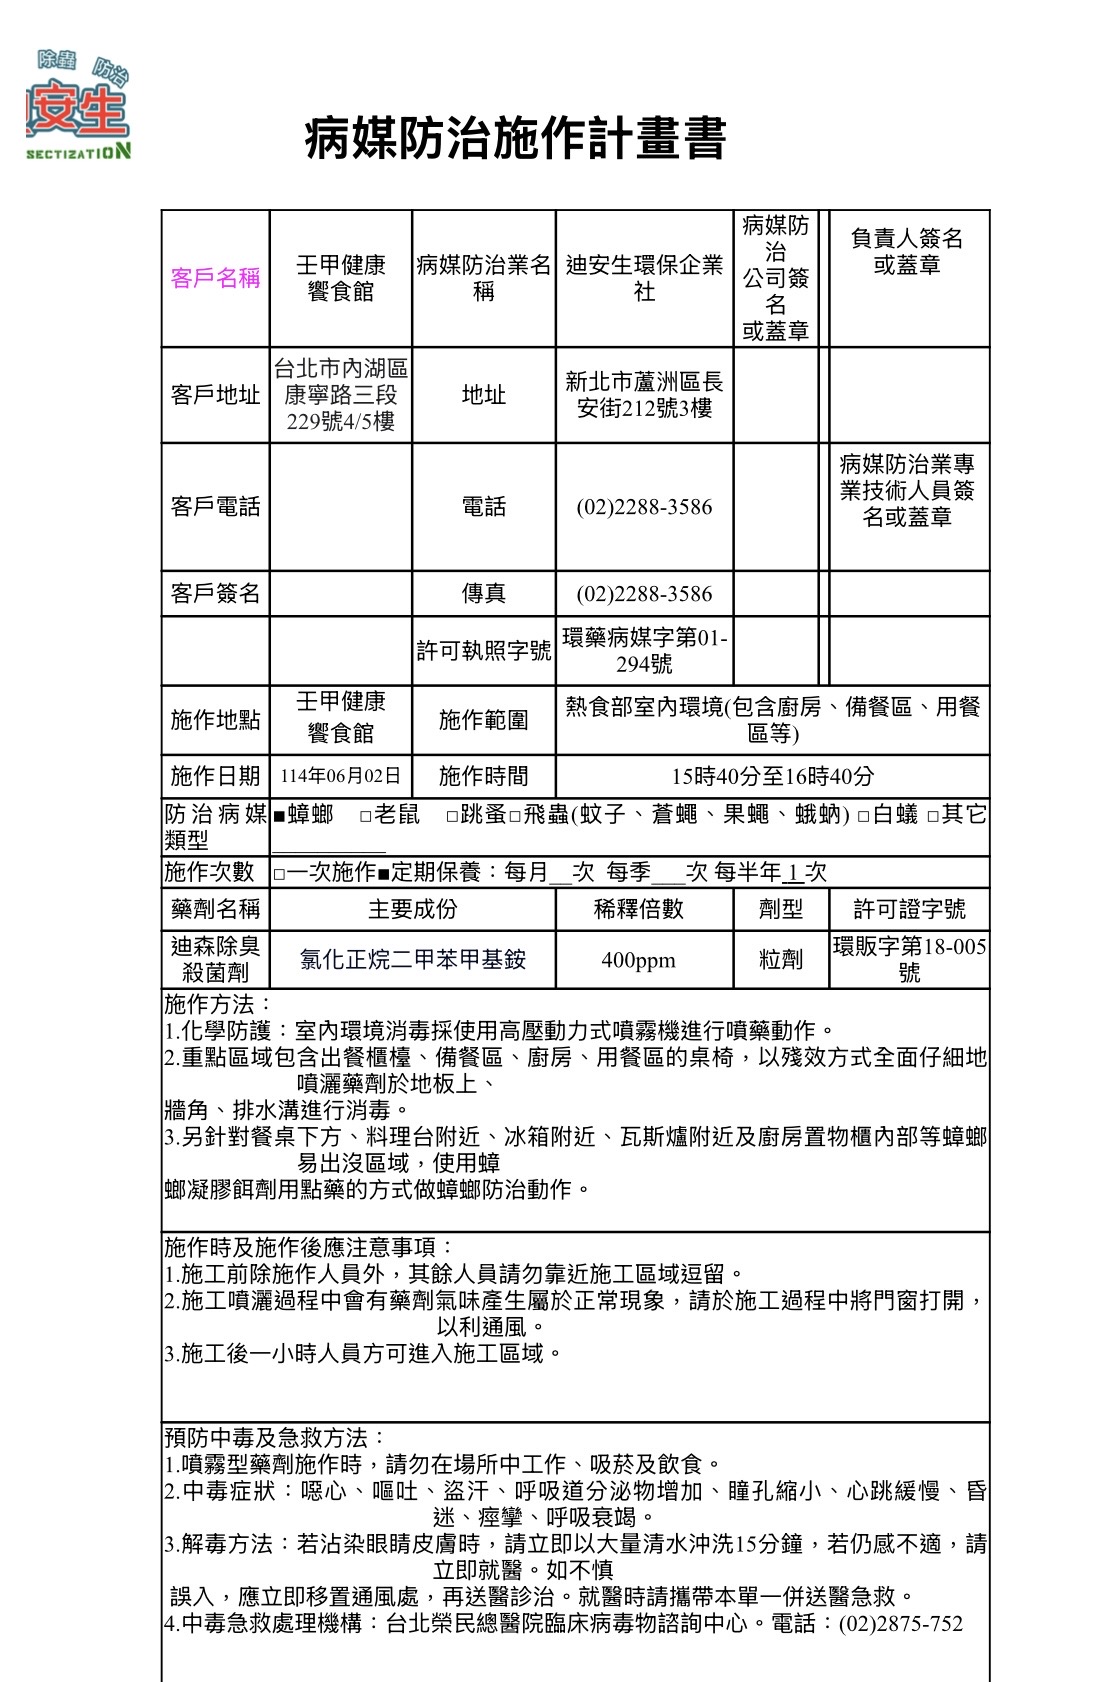 除蟲 防治
安生
SECTIZATION
病媒防治施作計畫書
客戶名稱
壬甲健康
饗食館
病媒防治業名
稱
迪安生環保企業
社
病媒防
治
公司簽
名
或蓋章
負責人簽名
或蓋章
客戶地址
台北市內湖區
康寧路三段
229號4/5樓
地址
新北市蘆洲區長
安街212號3樓
客戶電話
電話
(02)2288-3586
病媒防治業專
業技術人員簽
名或蓋章
客戶簽名
傳真
(02)2288-3586
許可執照字號
環藥病媒字第01-
294號
施作地點
壬甲健康
饗食館
施作範圍
熱食部室內環境(包含廚房、備餐區、用餐
區等)
施作日期
114年06月02日
施作時間
15時40分至16時40分
防治病媒
類型
■蟑螂 □老鼠 □跳蚤□飛蟲(蚊子、蒼蠅、果蠅、蛾蚋) □白蟻 □其它
__________
施作次數
□一次施作■定期保養：每月__次 每季___次 每半年 1 次
藥劑名稱
主要成份
稀釋倍數
劑型
許可證字號
迪森除臭
殺菌劑
氯化正烷二甲苯甲基銨
400ppm
粒劑
環販字第18-005
號
施作方法：
1.化學防護：室內環境消毒採使用高壓動力式噴霧機進行噴藥動作。
2.重點區域包含出餐櫃檯、備餐區、廚房、用餐區的桌椅，以殘效方式全面仔細地
噴灑藥劑於地板上、
牆角、排水溝進行消毒。
3.另針對餐桌下方、料理台附近、冰箱附近、瓦斯爐附近及廚房置物櫃內部等蟑螂
易出沒區域，使用蟑
螂凝膠餌劑用點藥的方式做蟑螂防治動作。
施作時及施作後應注意事項：
1.施工前除施作人員外，其餘人員請勿靠近施工區域逗留。
2.施工噴灑過程中會有藥劑氣味產生屬於正常現象，請於施工過程中將門窗打開，
以利通風。
3.施工後一小時人員方可進入施工區域。
預防中毒及急救方法：
1.噴霧型藥劑施作時，請勿在場所中工作、吸菸及飲食。
2.中毒症狀：噁心、嘔吐、盜汗、呼吸道分泌物增加、瞳孔縮小、心跳緩慢、昏
迷、痙攣、呼吸衰竭。
3.解毒方法：若沾染眼睛皮膚時，請立即以大量清水沖洗15分鐘，若仍感不適，請
立即就醫。如不慎
誤入，應立即移置通風處，再送醫診治。就醫時請攜帶本單一併送醫急救。
4.中毒急救處理機構：台北榮民總醫院臨床病毒物諮詢中心。電話：(02)2875-752